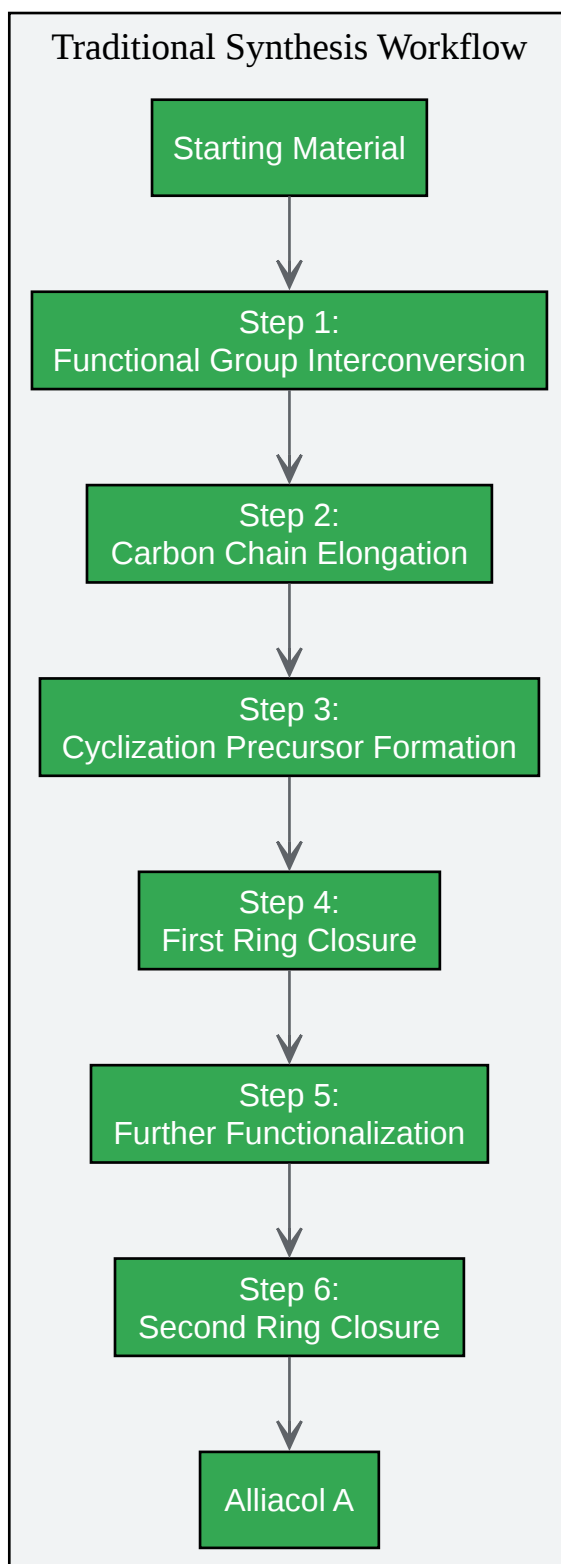 Traditional Synthesis Workflow
Starting Material
Step 1:
Functional Group Interconversion
Step 2:
Carbon Chain Elongation
Step 3:
Cyclization Precursor Formation
Step 4:
First Ring Closure
Step 5:
Further Functionalization
Step 6:
Second Ring Closure
Alliacol A